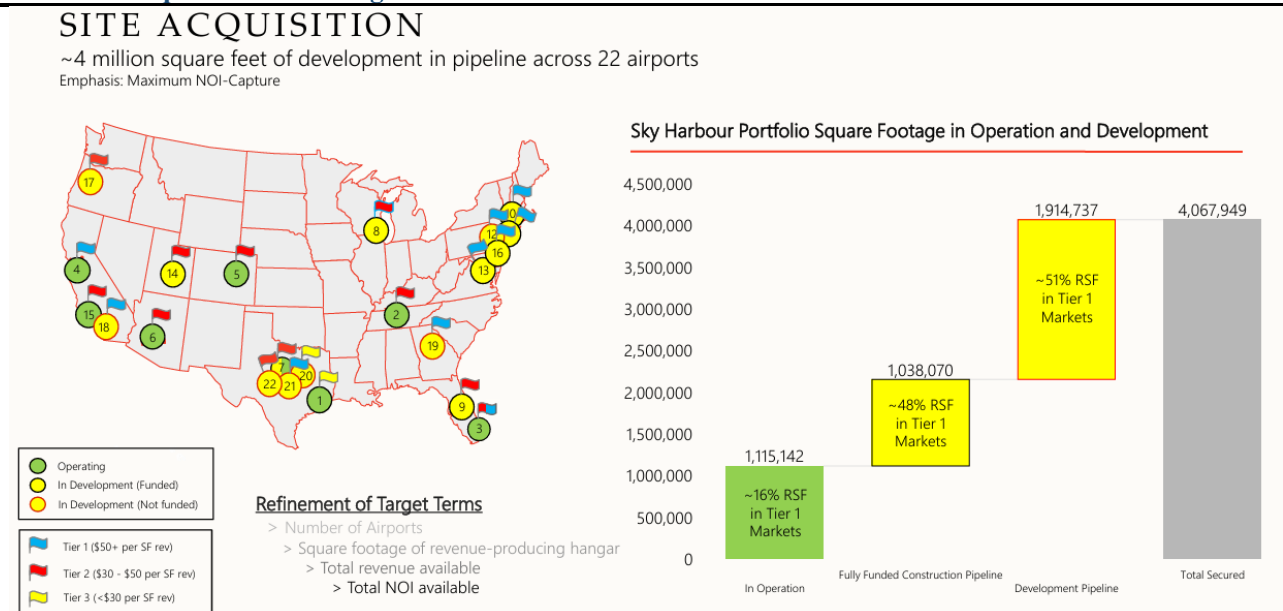 SITE ACQUISITION
~4 million square feet of development in pipeline across 22 airports
Emphasis: Maximum NOI-Capture
17
4
15
18
6
14
5
8
2
12
16
13
19
7
20
22
21
1
9
3
Operating
In Development (Funded)
In Development (Not funded)
Tier 1 ($50+ per SF rev)
Tier 2 ($30 - $50 per SF rev)
Tier 3 (<$30 per SF rev)
Refinement of Target Terms
> Number of Airports
> Square footage of revenue-producing hangar
> Total revenue available
> Total NOI available
Sky Harbour Portfolio Square Footage in Operation and Development
4,500,000
4,000,000
3,500,000
3,000,000
2,500,000
2,000,000
1,500,000
1,000,000
500,000
0
1,115,142
~16% RSF
in Tier 1
Markets
1,038,070
~48% RSF
in Tier 1
Markets
1,914,737
~51% RSF
in Tier 1
Markets
4,067,949
In Operation
Fully Funded Construction Pipeline
Development Pipeline
Total Secured